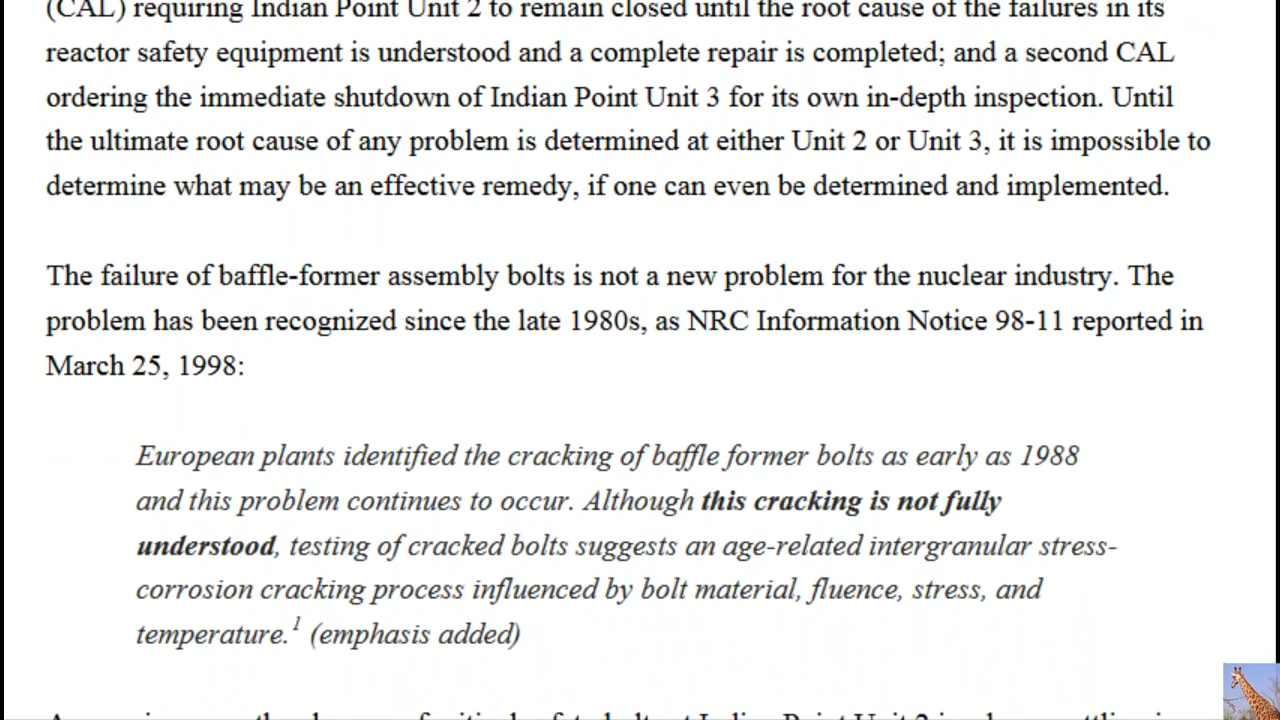 (CAL) requiring Indian Point Unit 2 to remain closed until the root cause of the failures in its
reactor safety equipment is understood and a complete repair is completed; and a second CAL
ordering the immediate shutdown of Indian Point Unit 3 for its own in-depth inspection. Until
the ultimate root cause of any problem is determined at either Unit 2 or Unit 3, it is impossible to
determine what may be an effective remedy, if one can even be determined and implemented.
The failure of baffle-former assembly bolts is not a new problem for the nuclear industry. The
problem has been recognized since the late 1980s, as NRC Information Notice 98-11 reported in
March 25, 1998:
European plants identified the cracking of baffle former bolts as early as 1988
and this problem continues to occur. Although this cracking is not fully
understood, testing of cracked bolts suggests an age-related intergranular stress-
corrosion cracking process influenced by bolt material, fluence, stress, and
temperature.1 (emphasis added)